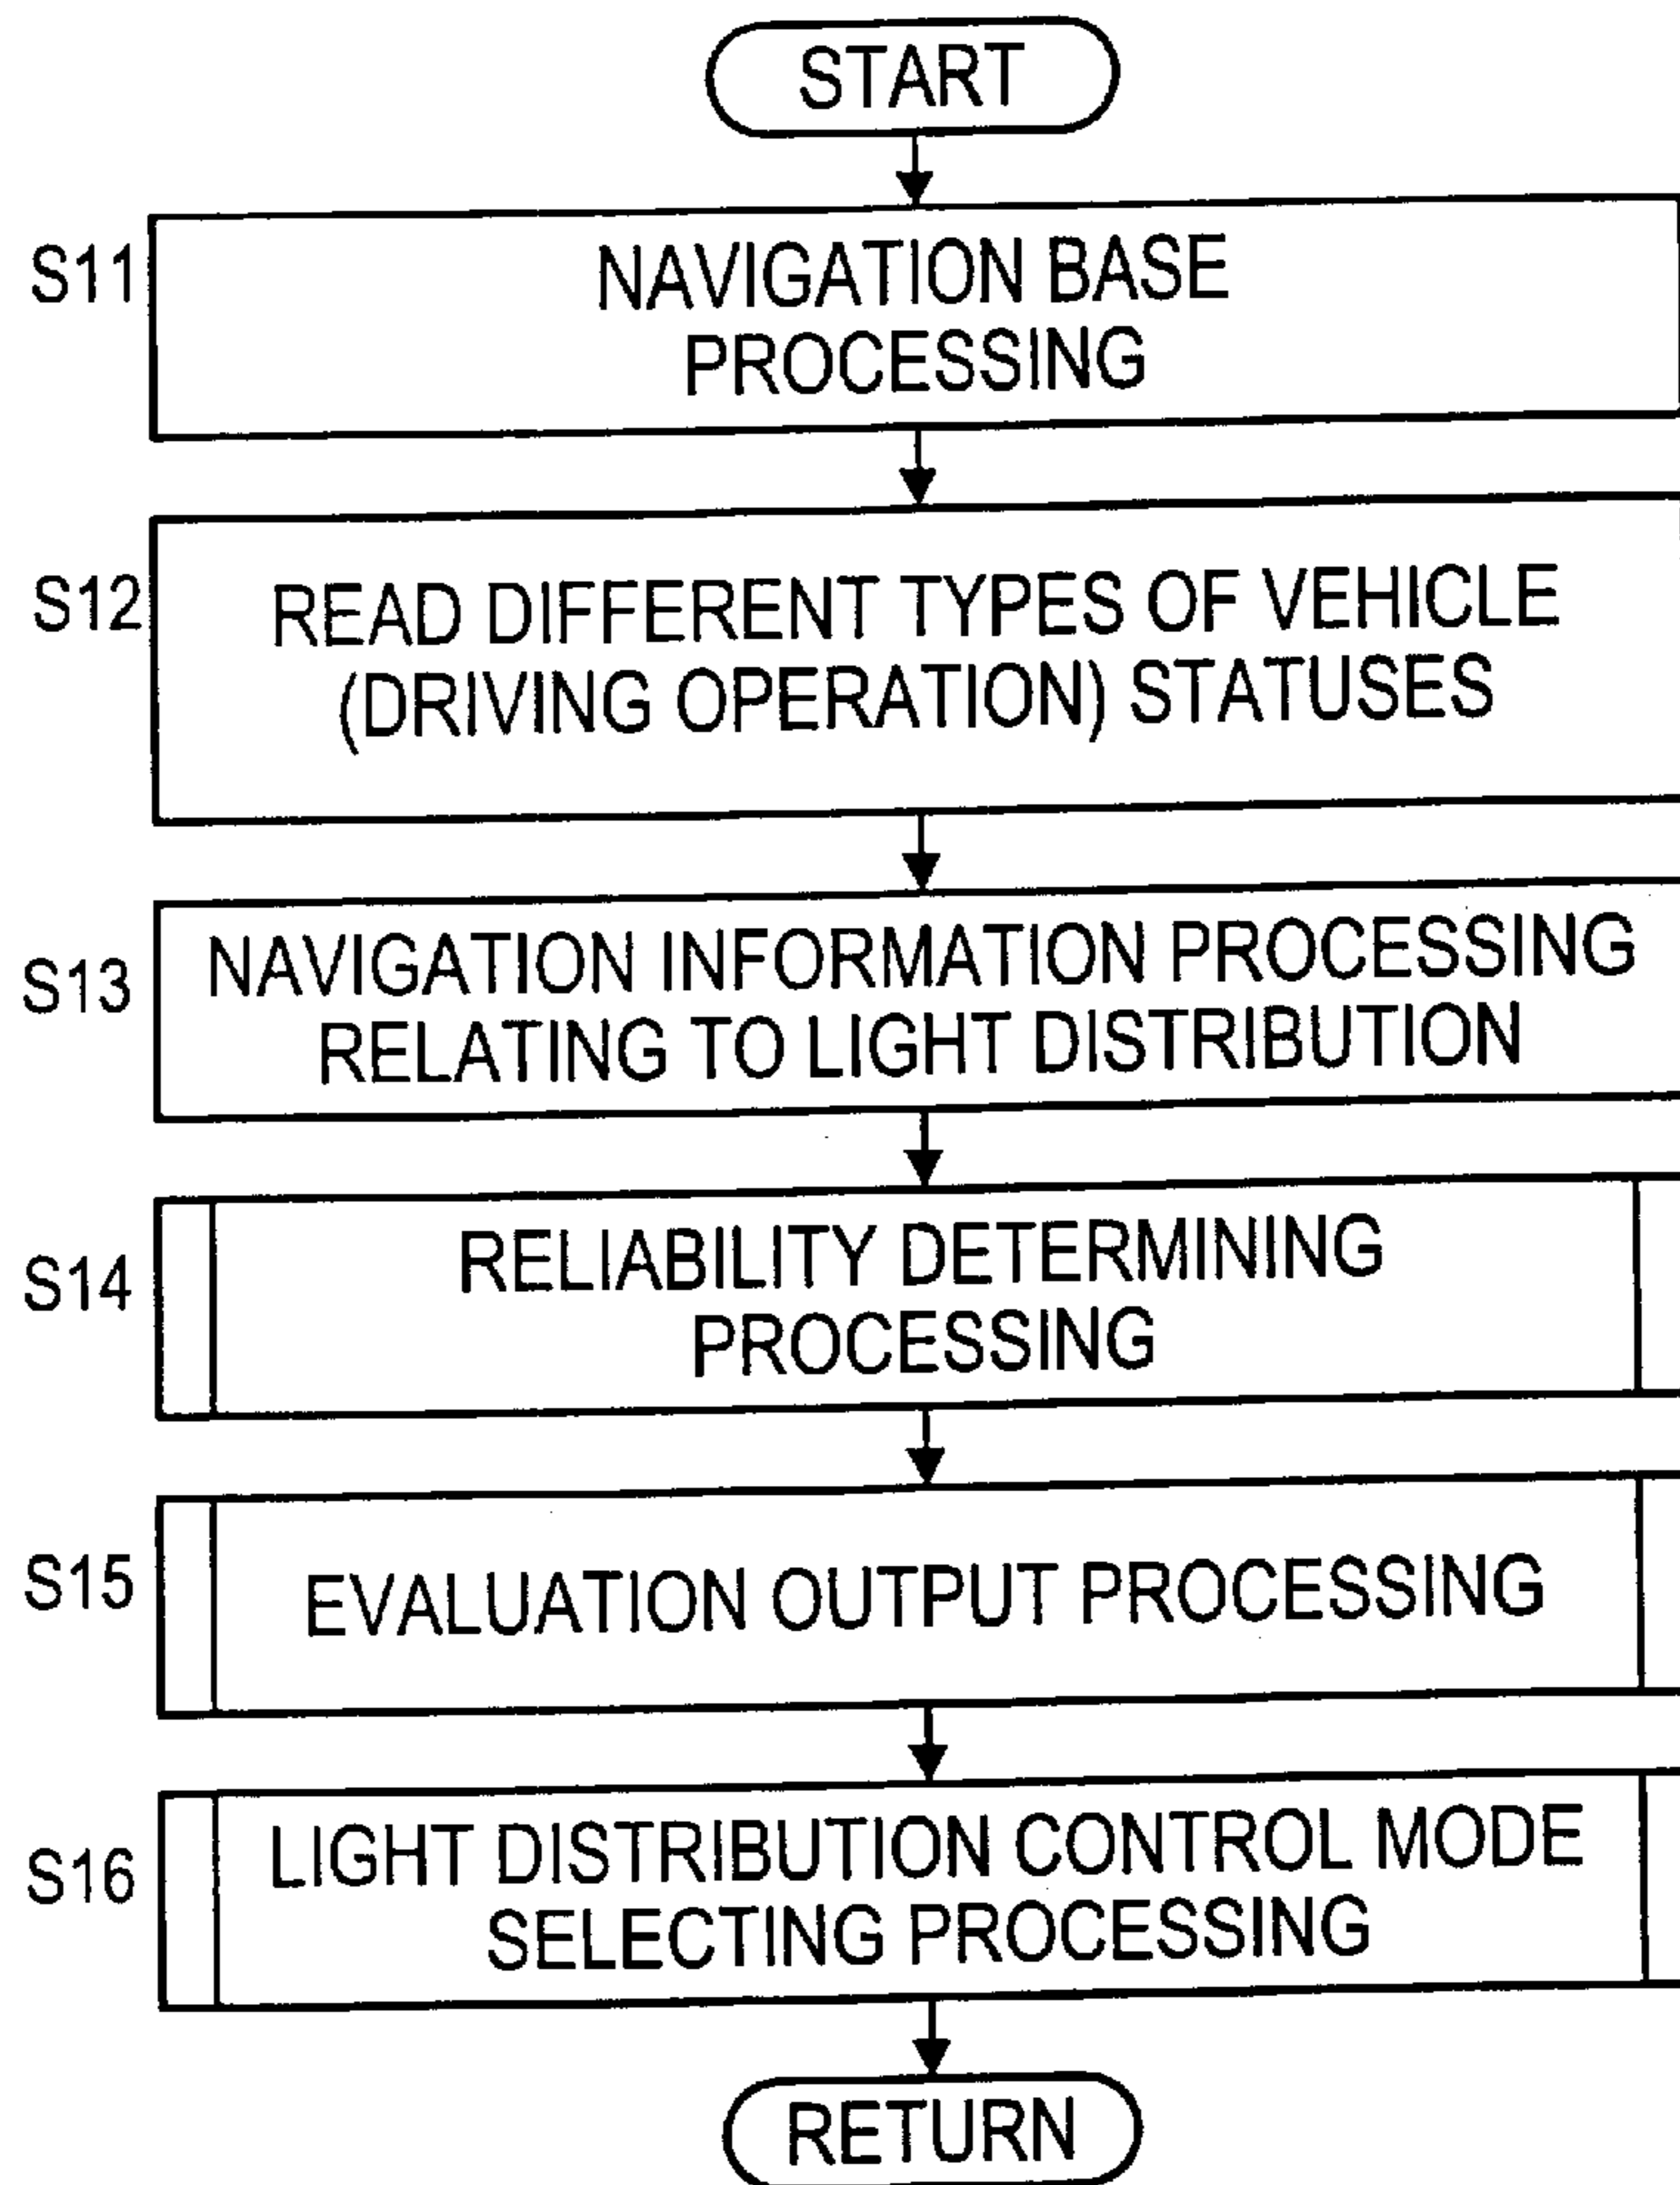 START
S11
NAVIGATION BASE
PROCESSING
S12
READ DIFFERENT TYPES OF VEHICLE
(DRIVING OPERATION) STATUSES
S13
NAVIGATION INFORMATION PROCESSING
RELATING TO LIGHT DISTRIBUTION
S14
RELIABILITY DETERMINING
PROCESSING
S15
EVALUATION OUTPUT PROCESSING
S16
LIGHT DISTRIBUTION CONTROL MODE
SELECTING PROCESSING
RETURN